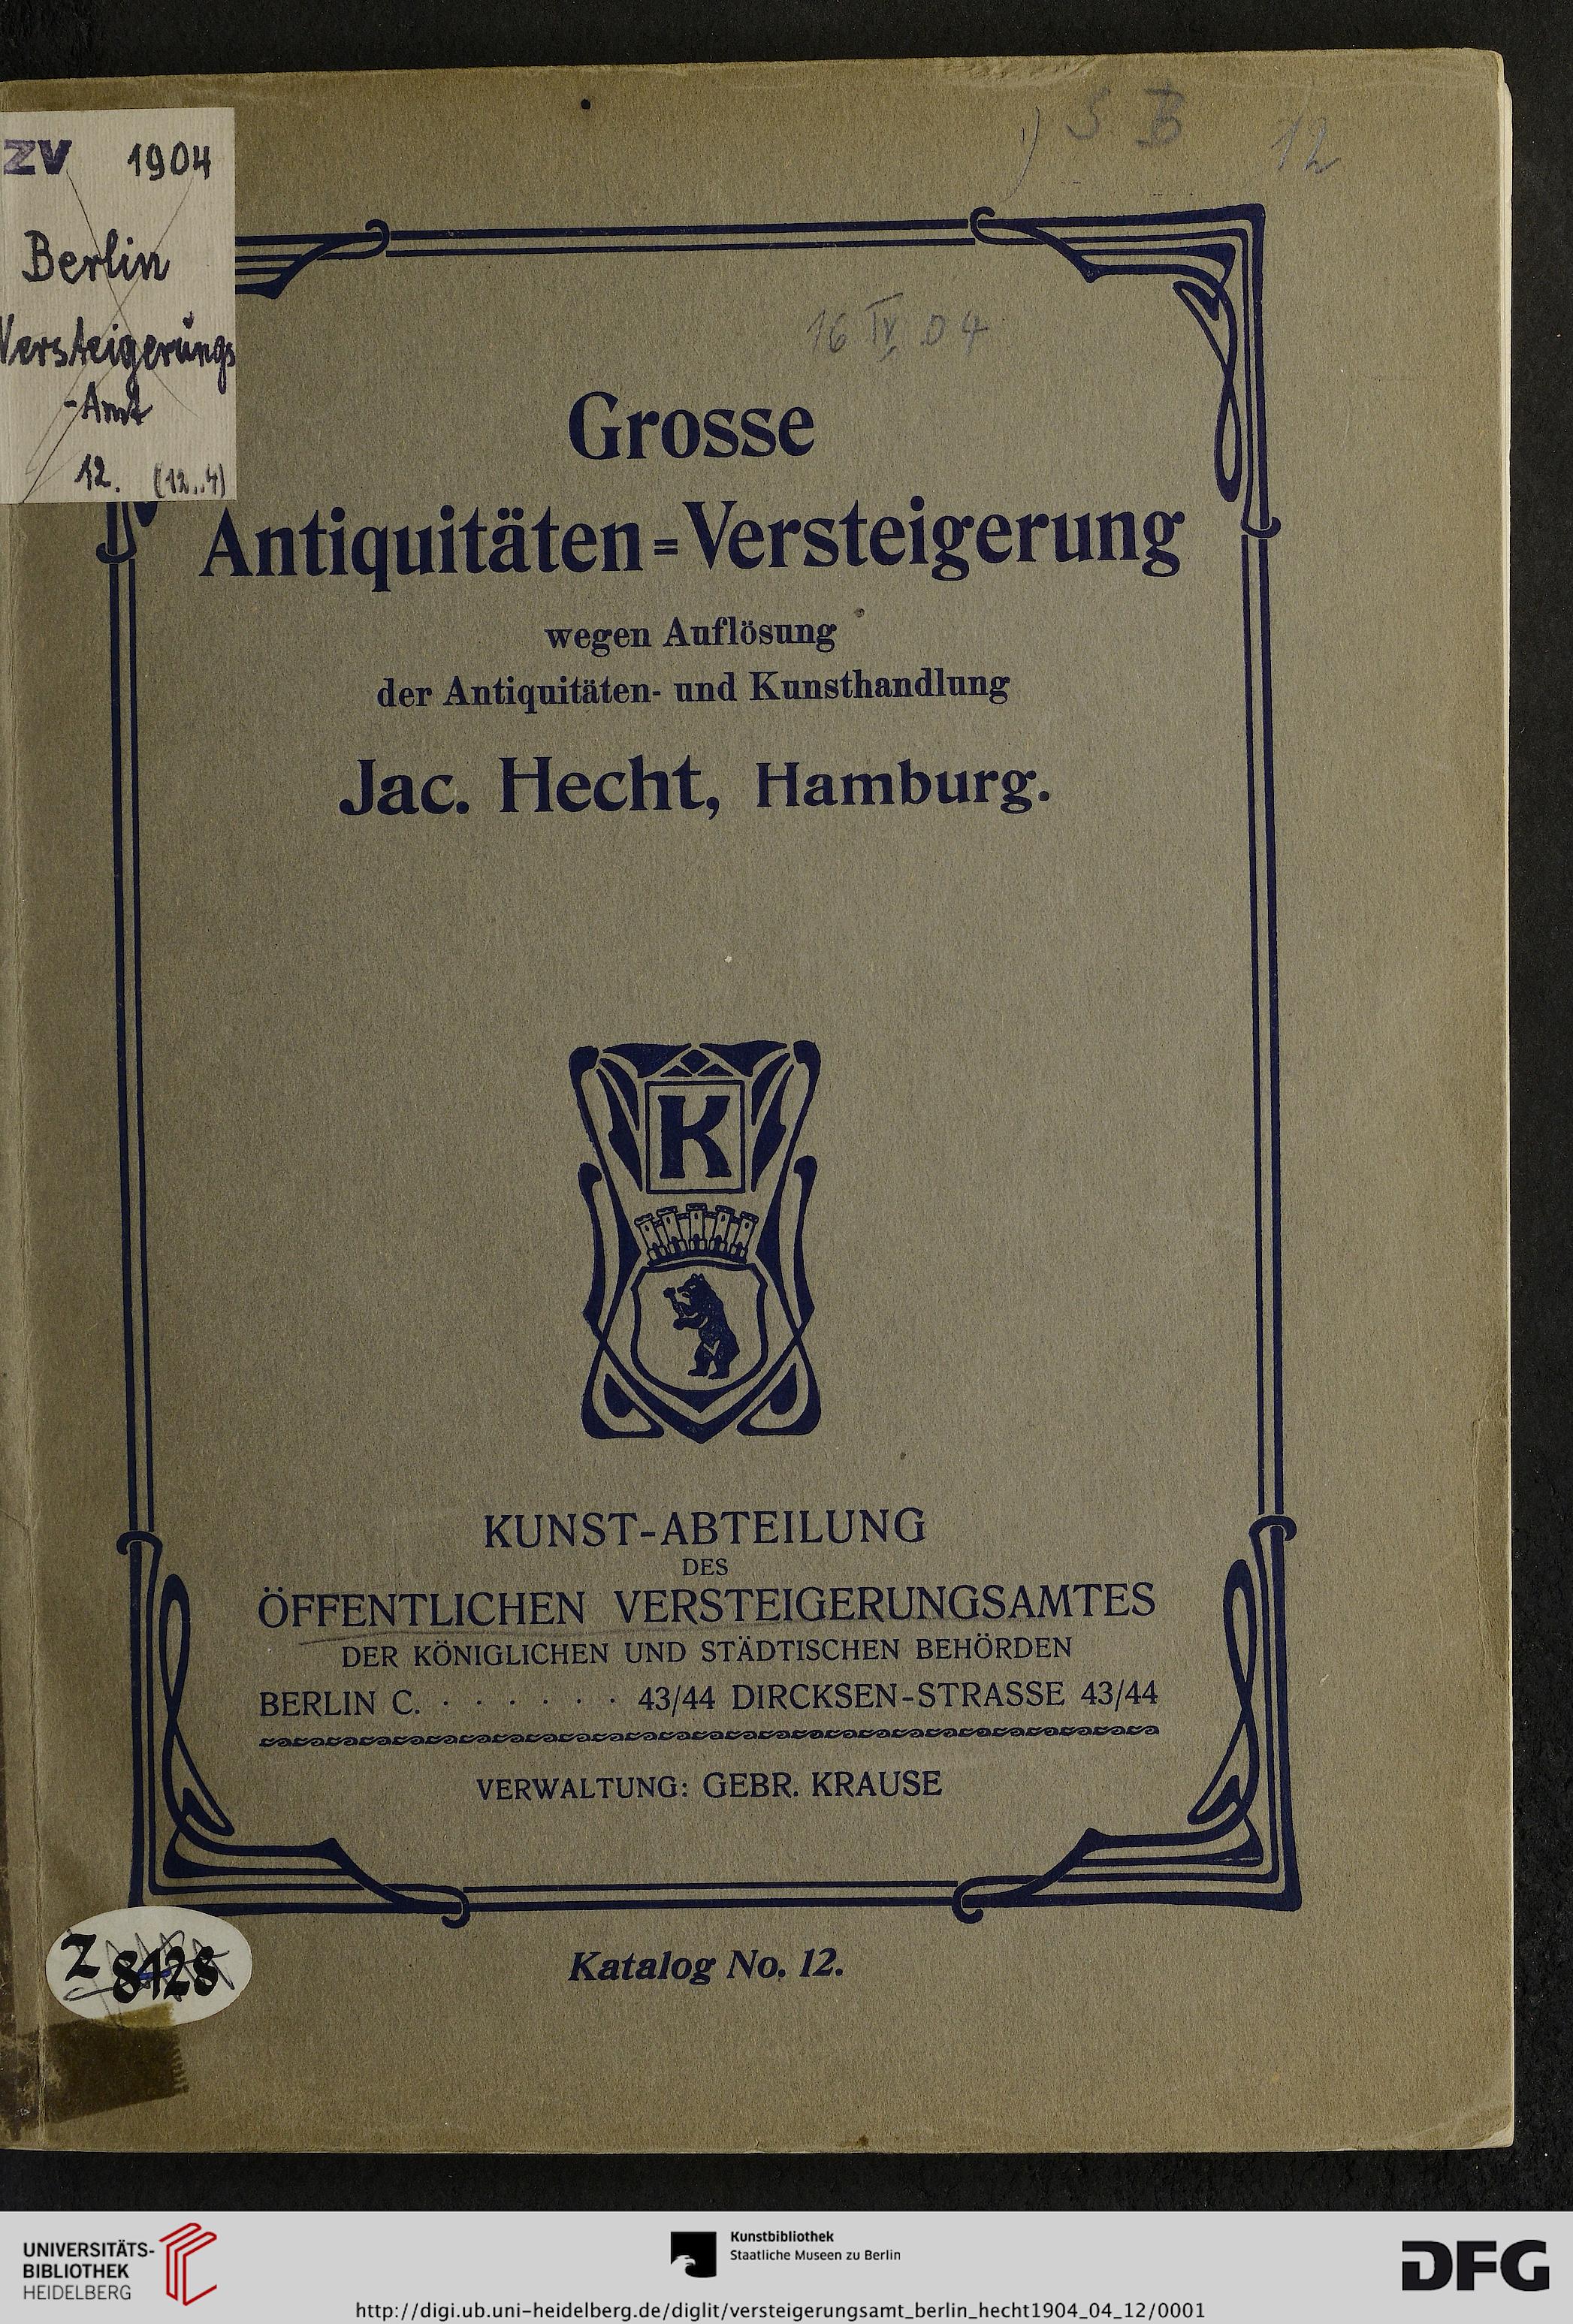 ZV 1904
Berlin
Versteigerungs
-Amt
12. (12..4)
S B 12
16 IV. 04
Grosse
Antiquitäten=Versteigerung
wegen Auflösung
der Antiquitäten- und Kunsthandlung
Jac. Hecht, Hamburg.
K
KUNST-ABTEILUNG
DES
ÖFFENTLICHEN VERSTEIGERUNGSAMTES
DER KÖNIGLICHEN UND STÄDTISCHEN BEHÖRDEN
BERLIN C. · · · · · · 43/44 DIRCKSEN-STRASSE 43/44
VERWALTUNG: GEBR. KRAUSE
Z 8128
Katalog No. 12.
UNIVERSITÄTS-
BIBLIOTHEK
HEIDELBERG
Kunstbibliothek
Staatliche Museen zu Berlin
DFG
http://digi.ub.uni-heidelberg.de/diglit/versteigerungsamt_berlin_hecht1904_04_12/0001